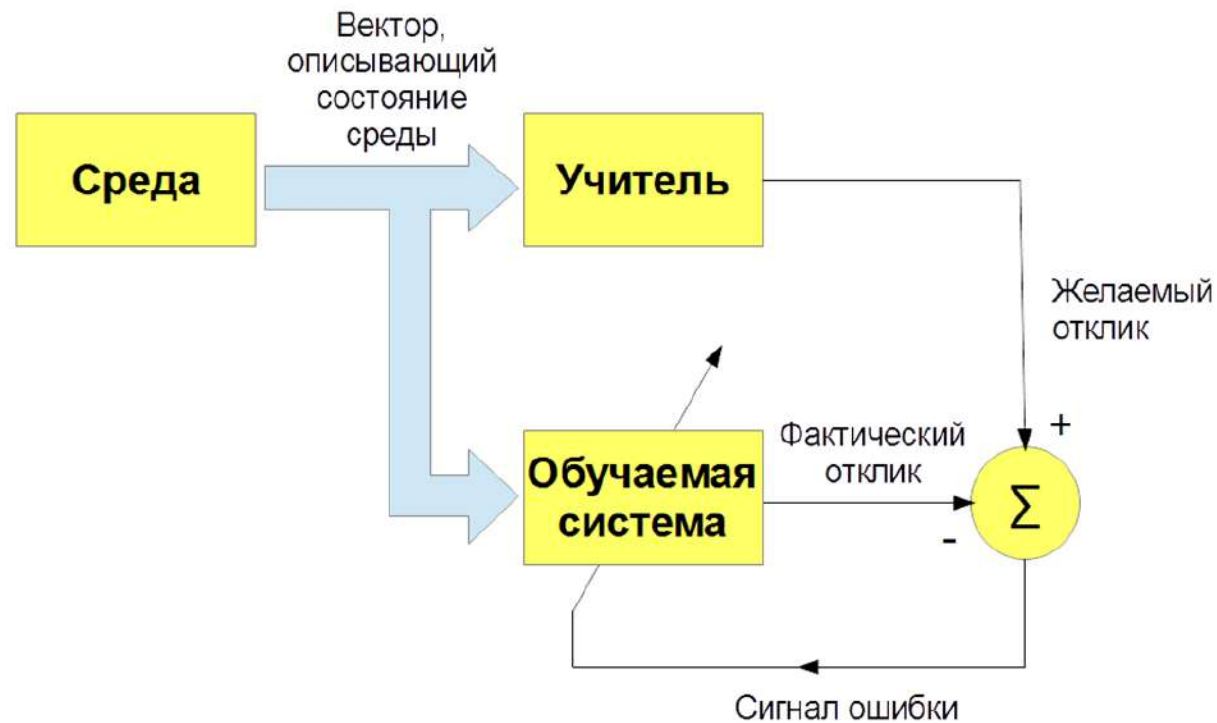 Вектор,
описывающий
состояние
среды
Среда
Учитель
Желаемый
отклик
+
Фактический
отклик
Обучаемая
система
-
Σ
Сигнал ошибки